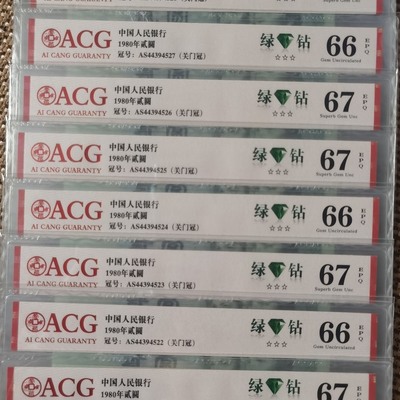 AI CANG GUARANTY
Superb Gem Unc
ACG
AI CANG GUARANTY
中国人民银行
1980年贰圆
冠号：AS44394527（关门冠）
绿 钻
☆☆☆
66
EPQ
Gem Uncirculated
ACG
AI CANG GUARANTY
中国人民银行
1980年贰圆
冠号：AS44394526（关门冠）
绿 钻
☆☆☆
67
EPQ
Superb Gem Unc
ACG
AI CANG GUARANTY
中国人民银行
1980年贰圆
冠号：AS44394525（关门冠）
绿 钻
☆☆☆
67
EPQ
Superb Gem Unc
ACG
AI CANG GUARANTY
中国人民银行
1980年贰圆
冠号：AS44394524（关门冠）
绿 钻
☆☆☆
66
EPQ
Gem Uncirculated
ACG
AI CANG GUARANTY
中国人民银行
1980年贰圆
冠号：AS44394523（关门冠）
绿 钻
☆☆☆
67
EPQ
Superb Gem Unc
ACG
AI CANG GUARANTY
中国人民银行
1980年贰圆
冠号：AS44394522（关门冠）
绿 钻
☆☆☆
66
EPQ
Gem Uncirculated
ACG
AI CANG GUARANTY
中国人民银行
1980年贰圆
绿 钻
67
EPQ